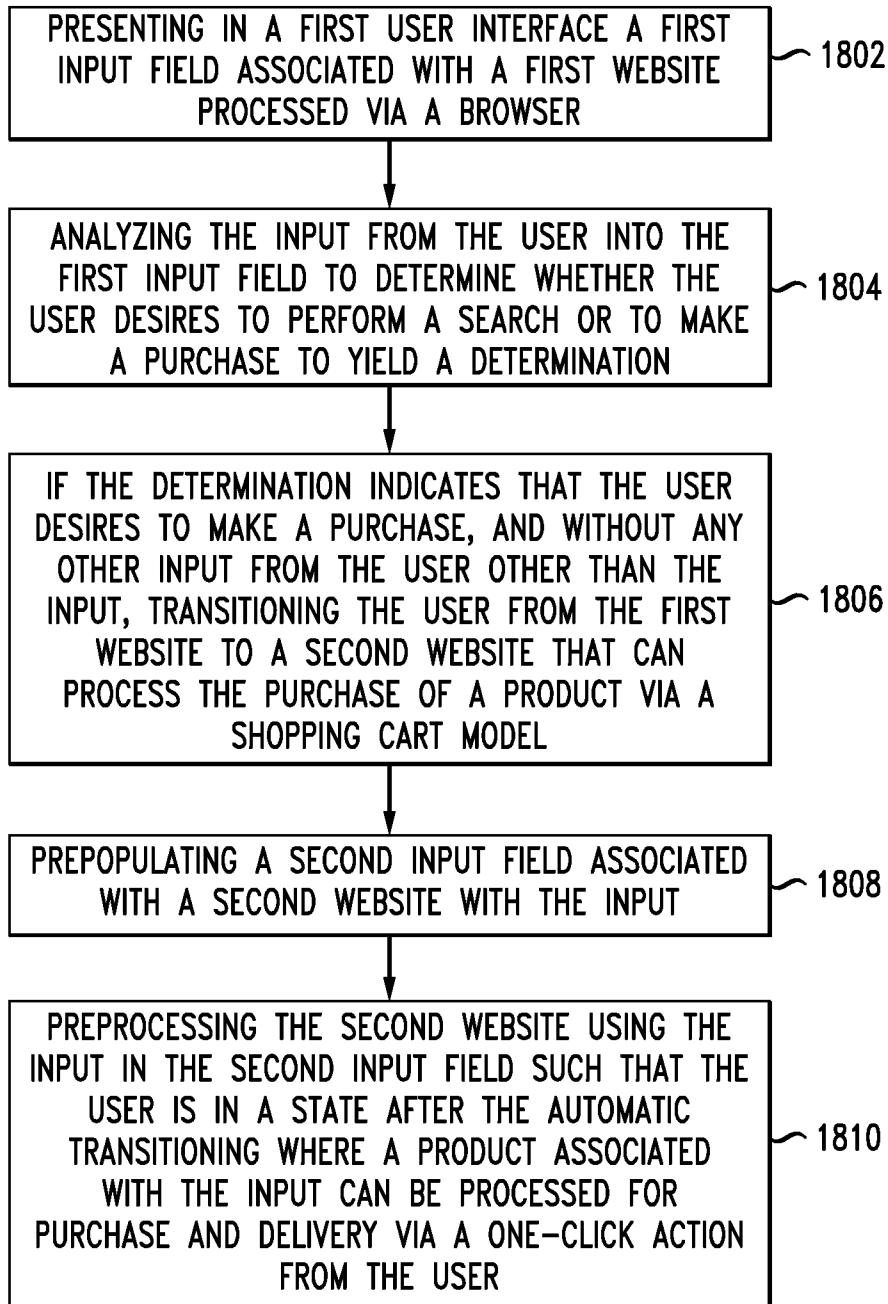 PRESENTING IN A FIRST USER INTERFACE A FIRST
INPUT FIELD ASSOCIATED WITH A FIRST WEBSITE
PROCESSED VIA A BROWSER
1802
ANALYZING THE INPUT FROM THE USER INTO THE
FIRST INPUT FIELD TO DETERMINE WHETHER THE
USER DESIRES TO PERFORM A SEARCH OR TO MAKE
A PURCHASE TO YIELD A DETERMINATION
1804
IF THE DETERMINATION INDICATES THAT THE USER
DESIRES TO MAKE A PURCHASE, AND WITHOUT ANY
OTHER INPUT FROM THE USER OTHER THAN THE
INPUT, TRANSITIONING THE USER FROM THE FIRST
WEBSITE TO A SECOND WEBSITE THAT CAN
PROCESS THE PURCHASE OF A PRODUCT VIA A
SHOPPING CART MODEL
1806
PREPOPULATING A SECOND INPUT FIELD ASSOCIATED
WITH A SECOND WEBSITE WITH THE INPUT
1808
PREPROCESSING THE SECOND WEBSITE USING THE
INPUT IN THE SECOND INPUT FIELD SUCH THAT THE
USER IS IN A STATE AFTER THE AUTOMATIC
TRANSITIONING WHERE A PRODUCT ASSOCIATED
WITH THE INPUT CAN BE PROCESSED FOR
PURCHASE AND DELIVERY VIA A ONE-CLICK ACTION
FROM THE USER
1810